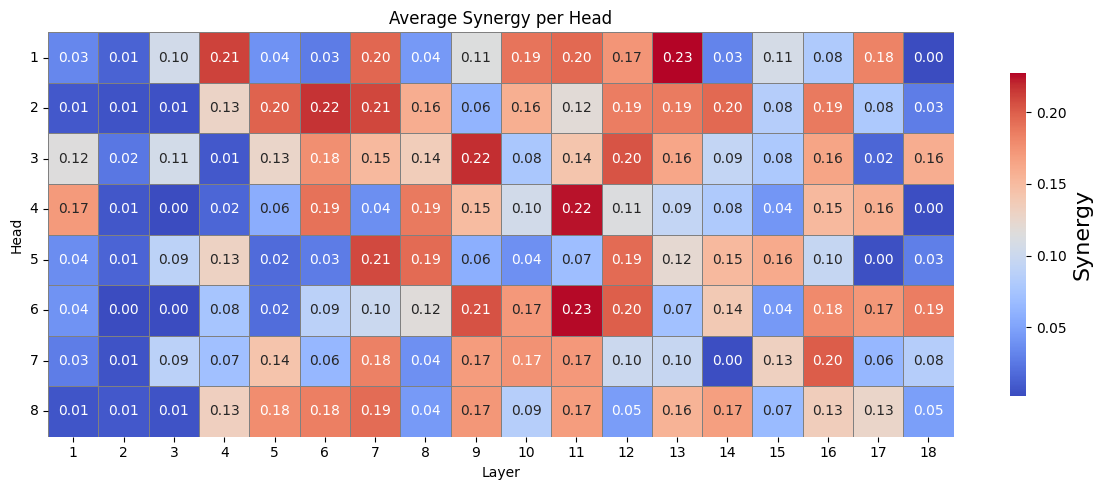 Average Synergy per Head
1 0.03 0.01 0.10 0.21 0.04 0.03 0.20 0.04 0.11 0.19 0.20 0.17 0.23 0.03 0.11 0.08 0.18 0.00
2 0.01 0.01 0.01 0.13 0.20 0.22 0.21 0.16 0.06 0.16 0.12 0.19 0.19 0.20 0.08 0.19 0.08 0.03
3 0.12 0.02 0.11 0.01 0.13 0.18 0.15 0.14 0.22 0.08 0.14 0.20 0.16 0.09 0.08 0.16 0.02 0.16
4 0.17 0.01 0.00 0.02 0.06 0.19 0.04 0.19 0.15 0.10 0.22 0.11 0.09 0.08 0.04 0.15 0.16 0.00
5 0.04 0.01 0.09 0.13 0.02 0.03 0.21 0.19 0.06 0.04 0.07 0.19 0.12 0.15 0.16 0.10 0.00 0.03
6 0.04 0.00 0.00 0.08 0.02 0.09 0.10 0.12 0.21 0.17 0.23 0.20 0.07 0.14 0.04 0.18 0.17 0.19
7 0.03 0.01 0.09 0.07 0.14 0.06 0.18 0.04 0.17 0.17 0.17 0.10 0.10 0.00 0.13 0.20 0.06 0.08
8 0.01 0.01 0.01 0.13 0.18 0.18 0.19 0.04 0.17 0.09 0.17 0.05 0.16 0.17 0.07 0.13 0.13 0.05
1 2 3 4 5 6 7 8 9 10 11 12 13 14 15 16 17 18
Layer
Head
0.20
0.15
0.10
0.05
Synergy